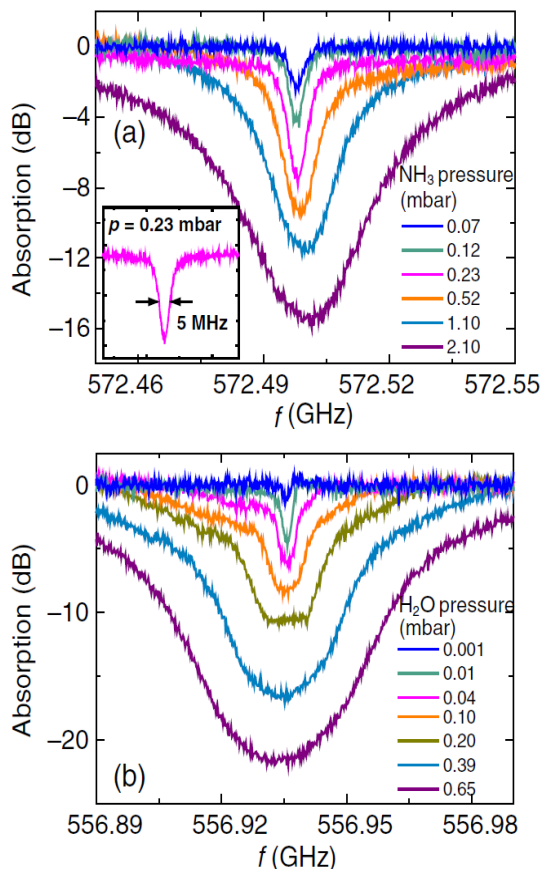 0
−4
−8
−12
−16
Absorption (dB)
(a)
NH₃ pressure
(mbar)
0.07
0.12
0.23
0.52
1.10
2.10
p = 0.23 mbar
5 MHz
572.46 572.49 572.52 572.55
f (GHz)
0
−10
−20
Absorption (dB)
(b)
H₂O pressure
(mbar)
0.001
0.01
0.04
0.10
0.20
0.39
0.65
556.89 556.92 556.95 556.98
f (GHz)